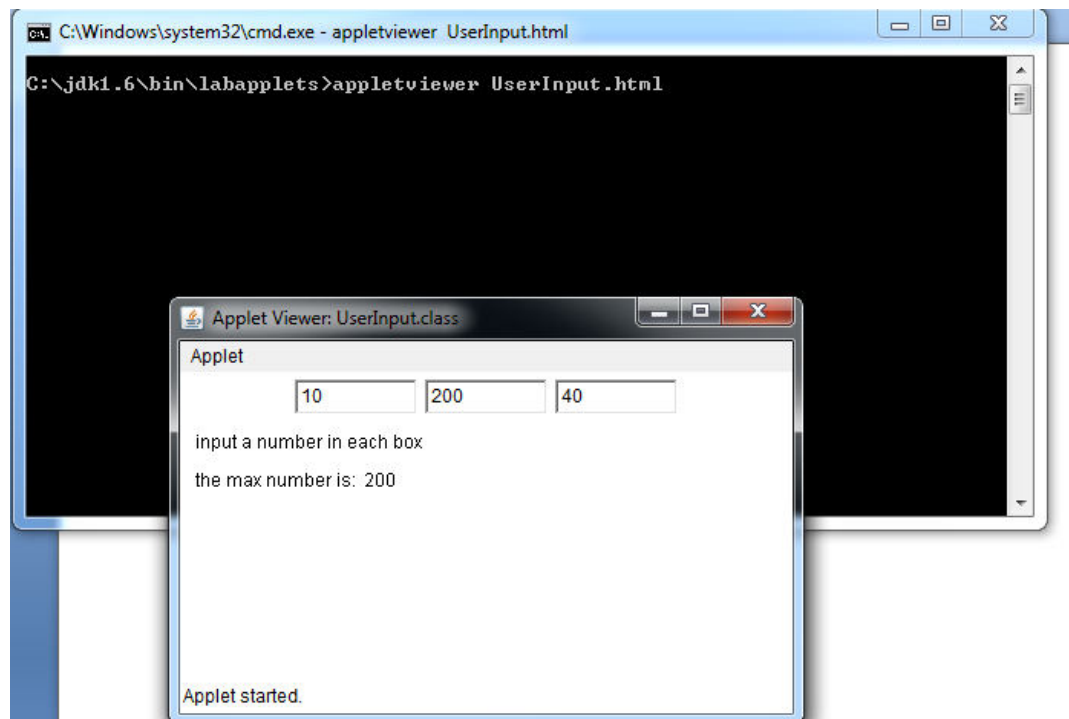 C:\Windows\system32\cmd.exe - appletviewer UserInput.html
C:\jdk1.6\bin\labapplets>appletviewer UserInput.html
Applet Viewer: UserInput.class
Applet
10 200 40
input a number in each box
the max number is: 200
Applet started.